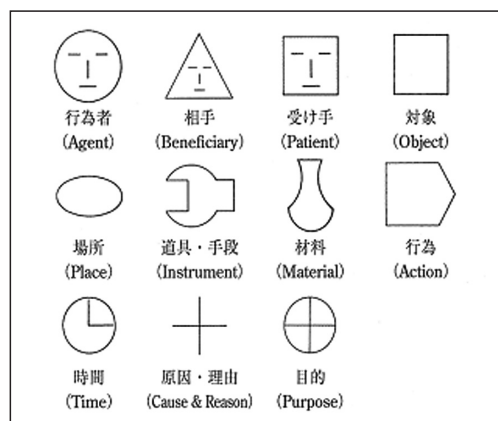 行為者 相手 受け手 対象
(Agent) (Beneficiary) (Patient) (Object)
場所 道具・手段 材料 行為
(Place) (Instrument) (Material) (Action)
時間 原因・理由 目的
(Time) (Cause & Reason) (Purpose)